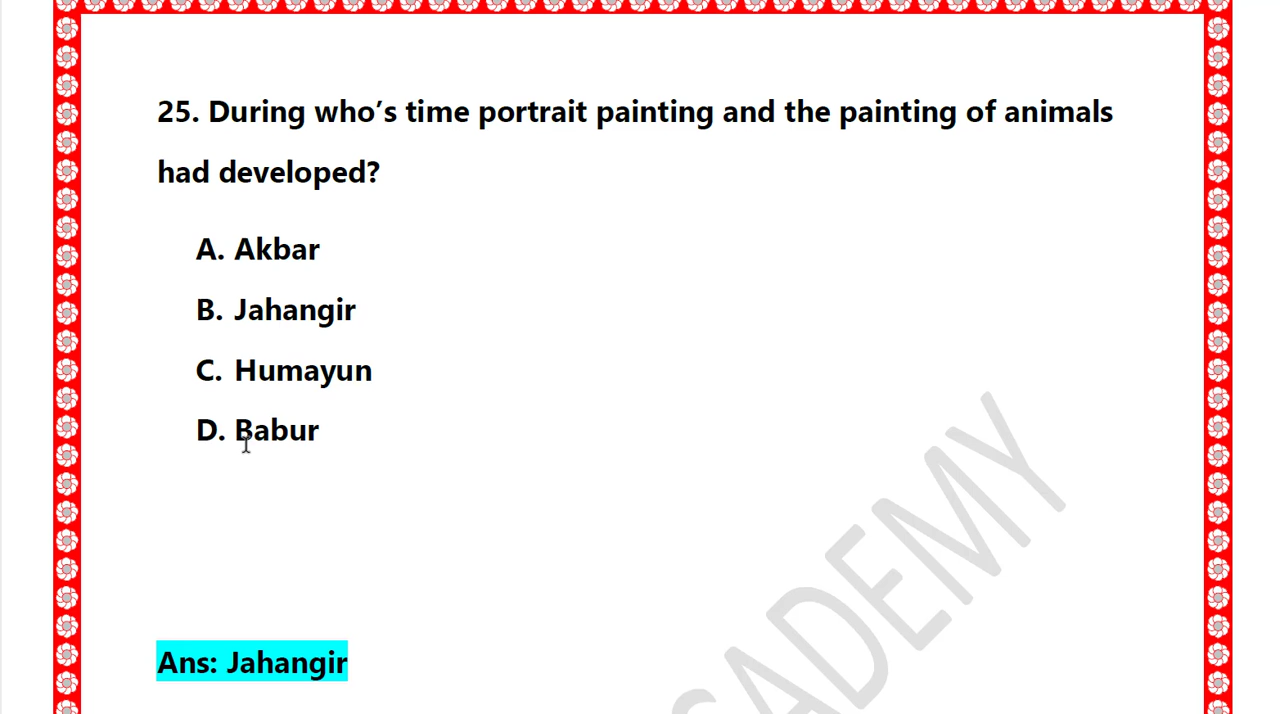 25. During who’s time portrait painting and the painting of animals
had developed?
A. Akbar
B. Jahangir
C. Humayun
D. Babur
Ans: Jahangir